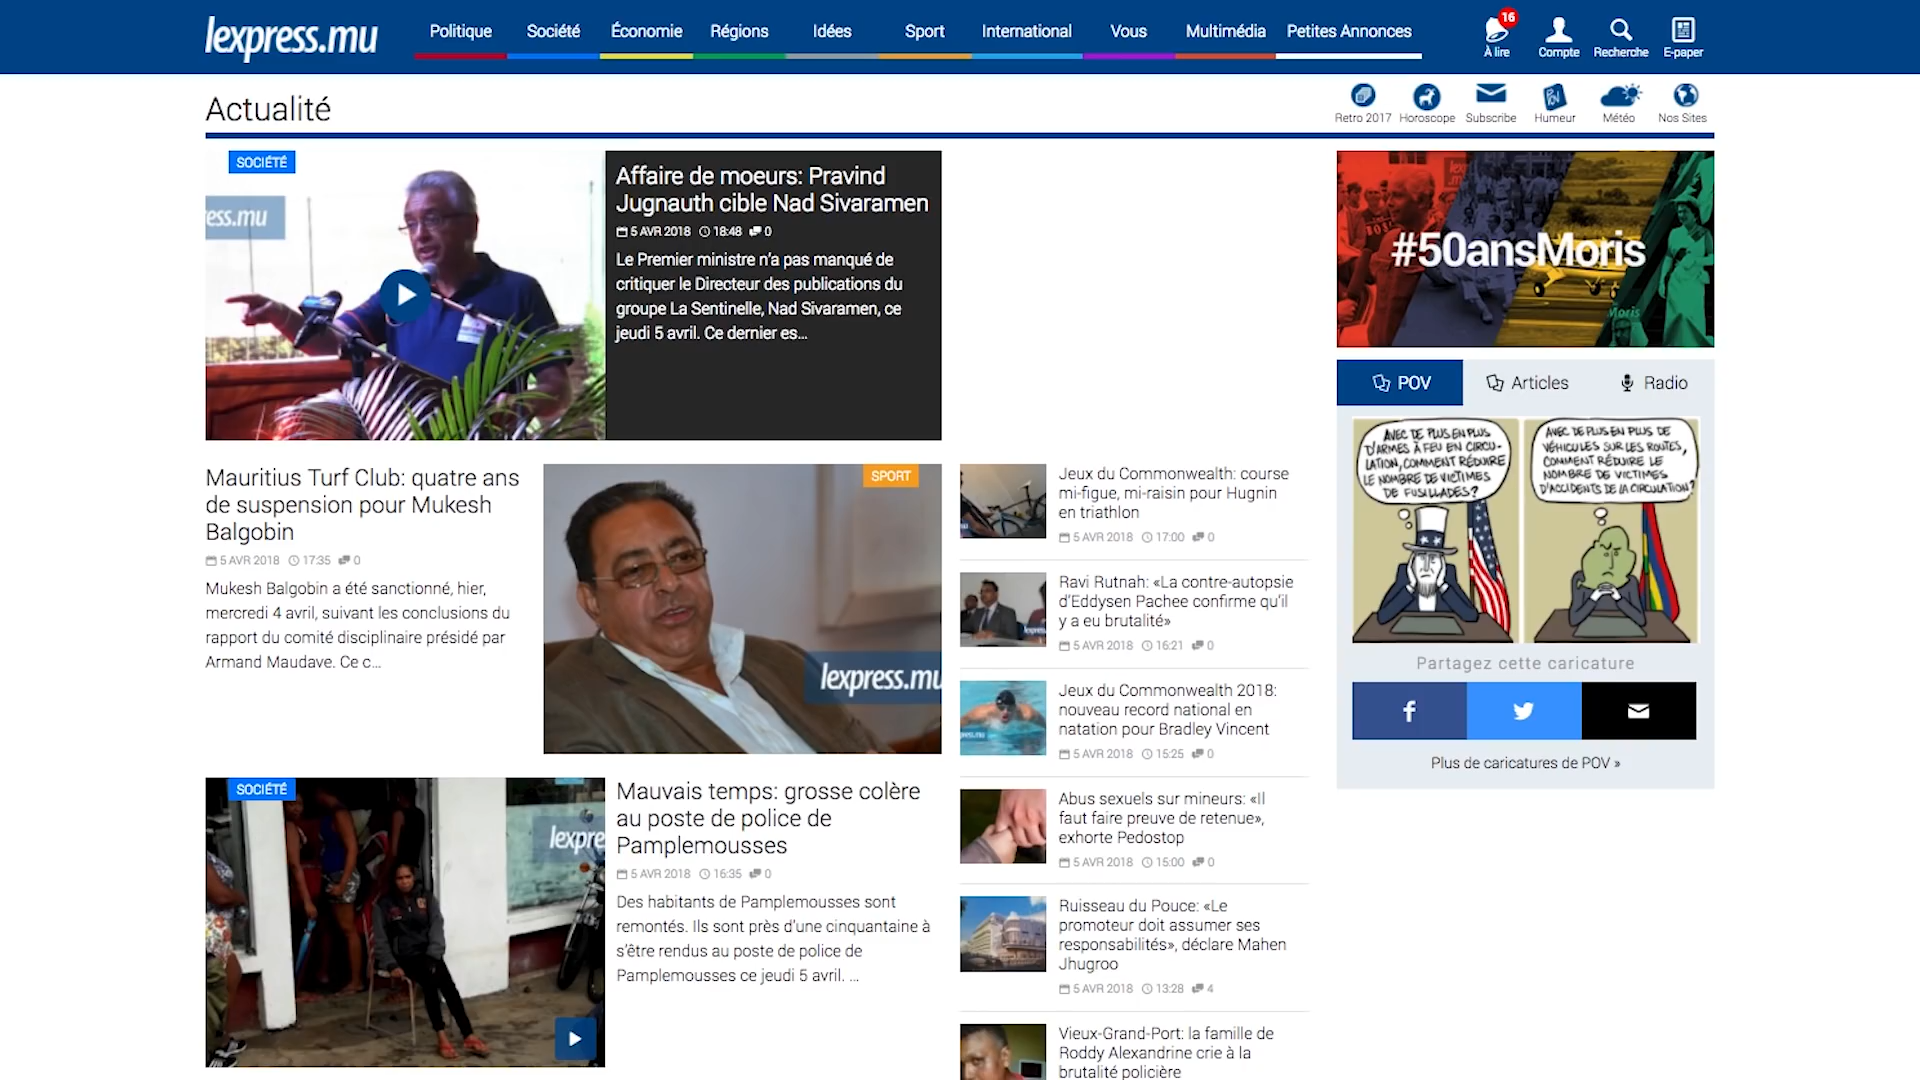 lexpress.mu
Politique
Société
Économie
Régions
Idées
Sport
International
Vous
Multimédia
Petites Annonces
16
À lire
Compte
Recherche
E-paper
Actualité
Retro 2017
Horoscope
Subscribe
Humeur
Météo
Nos Sites
SOCIÉTÉ
ess.mu
Affaire de moeurs: Pravind
Jugnauth cible Nad Sivaramen
5 AVR 2018 18:48 0
Le Premier ministre n’a pas manqué de
critiquer le Directeur des publications du
groupe La Sentinelle, Nad Sivaramen, ce
jeudi 5 avril. Ce dernier es...
#50ansMoris
Moris
POV
Articles
Radio
AVEC DE PLUS EN PLUS
D'ARMES À FEU EN CIRCU-
LATION, COMMENT RÉDUIRE
LE NOMBRE DE VICTIMES
DE FUSILLADES?
AVEC DE PLUS EN PLUS DE
VÉHICULES SUR LES ROUTES,
COMMENT RÉDUIRE LE
NOMBRE DE VICTIMES
D'ACCIDENTS DE LA CIRCULATION?
Partagez cette caricature
Plus de caricatures de POV »
Mauritius Turf Club: quatre ans
de suspension pour Mukesh
Balgobin
5 AVR 2018 17:35 0
Mukesh Balgobin a été sanctionné, hier,
mercredi 4 avril, suivant les conclusions du
rapport du comité disciplinaire présidé par
Armand Maudave. Ce c...
SPORT
lexpress.mu
SOCIÉTÉ
lexpre
Mauvais temps: grosse colère
au poste de police de
Pamplemousses
5 AVR 2018 16:35 0
Des habitants de Pamplemousses sont
remontés. Ils sont près d’une cinquantaine à
s’être rendus au poste de police de
Pamplemousses ce jeudi 5 avril. ...
Jeux du Commonwealth: course
mi-figue, mi-raisin pour Hugnin
en triathlon
5 AVR 2018 17:00 0
Ravi Rutnah: «La contre-autopsie
d’Eddysen Pachee confirme qu’il
y a eu brutalité»
5 AVR 2018 16:21 0
Jeux du Commonwealth 2018:
nouveau record national en
natation pour Bradley Vincent
5 AVR 2018 15:25 0
Abus sexuels sur mineurs: «Il
faut faire preuve de retenue»,
exhorte Pedostop
5 AVR 2018 15:00 0
Ruisseau du Pouce: «Le
promoteur doit assumer ses
responsabilités», déclare Mahen
Jhugroo
5 AVR 2018 13:28 4
Vieux-Grand-Port: la famille de
Roddy Alexandrine crie à la
brutalité policière